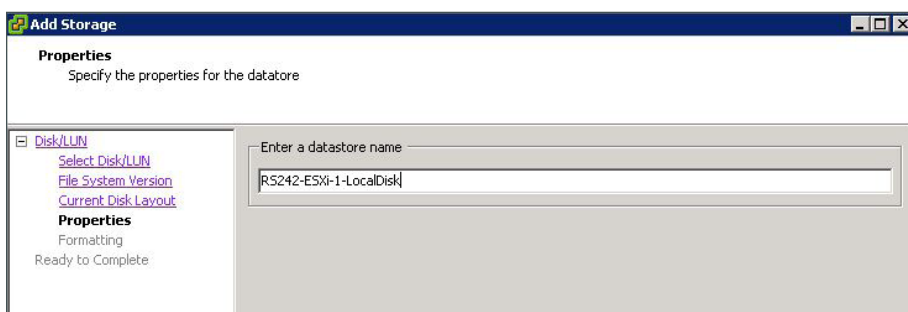 Add Storage
Properties
Specify the properties for the datatore
Disk/LUN
Select Disk/LUN
File System Version
Current Disk Layout
Properties
Formatting
Ready to Complete
Enter a datastore name
RS242-ESXi-1-LocalDisk